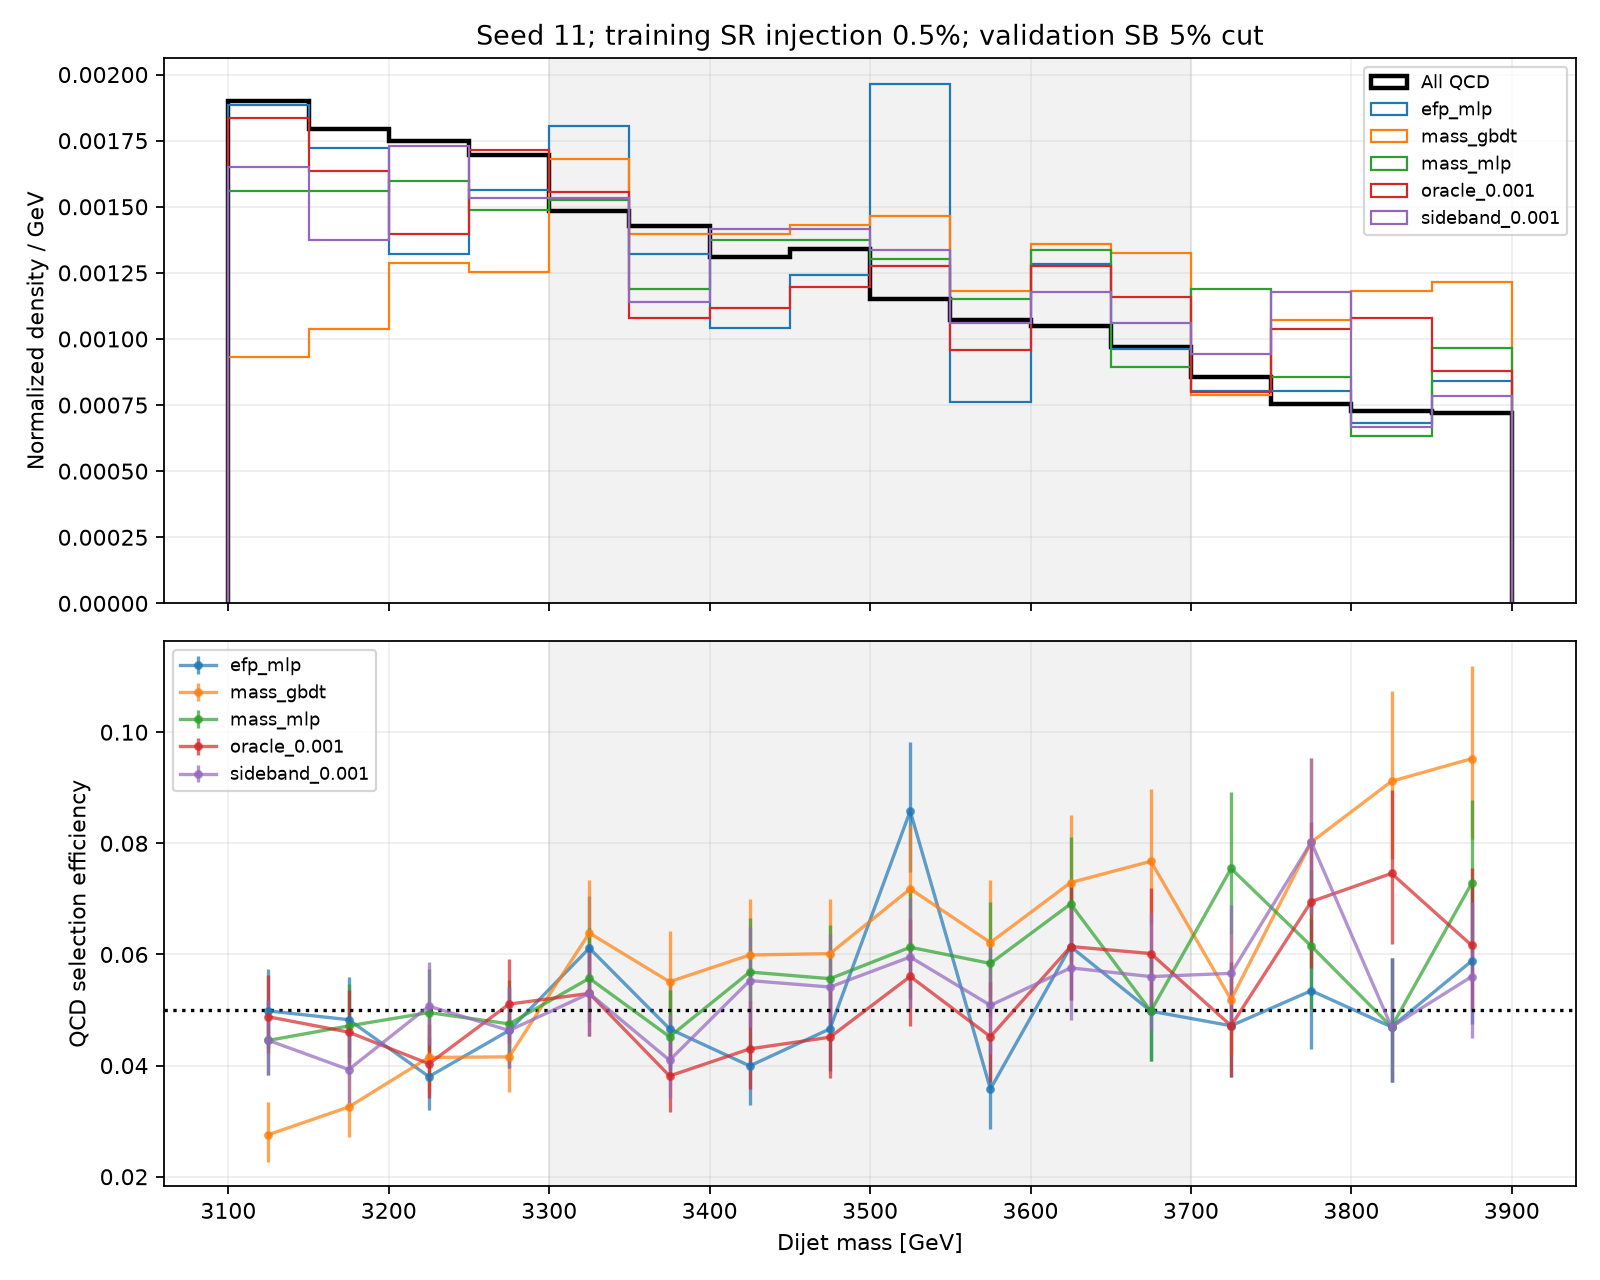 Seed 11; training SR injection 0.5%; validation SB 5% cut
Normalized density / GeV
0.00200
0.00175
0.00150
0.00125
0.00100
0.00075
0.00050
0.00025
0.00000
All QCD
efp_mlp
mass_gbdt
mass_mlp
oracle_0.001
sideband_0.001
QCD selection efficiency
0.10
0.08
0.06
0.04
0.02
efp_mlp
mass_gbdt
mass_mlp
oracle_0.001
sideband_0.001
3100 3200 3300 3400 3500 3600 3700 3800 3900
Dijet mass [GeV]